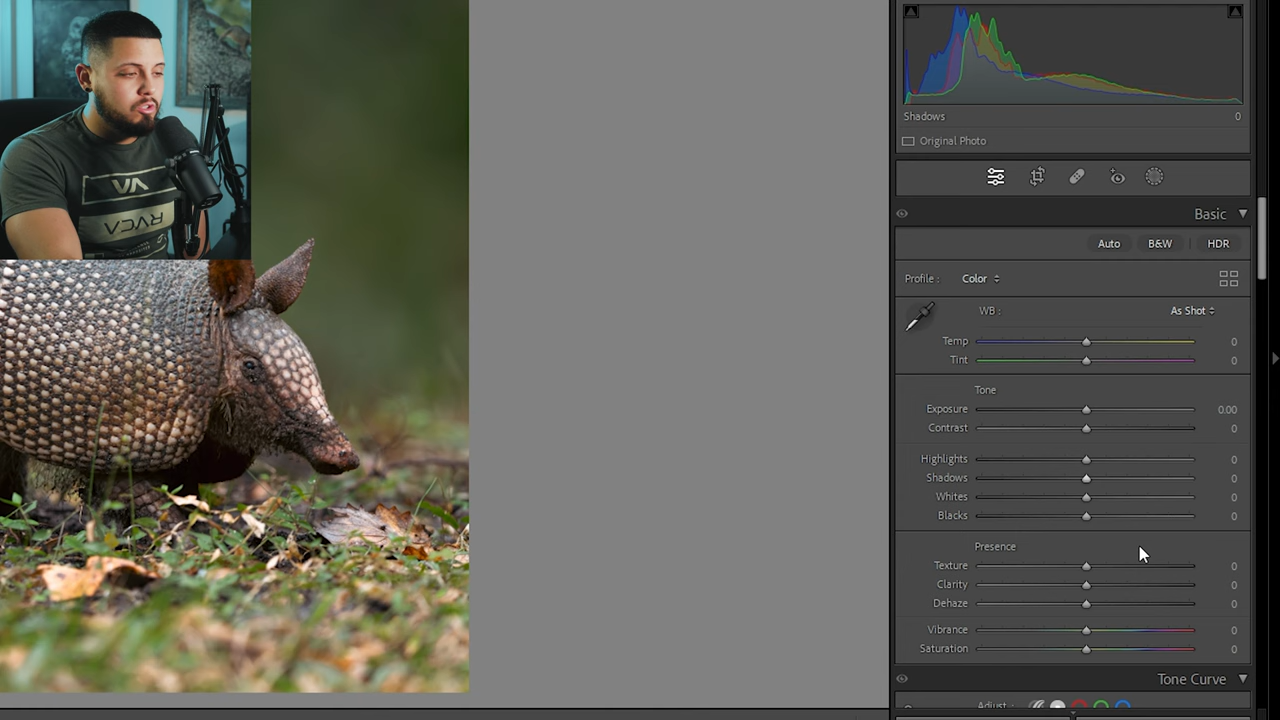 VA
RVCA
Shadows 0
Original Photo
Basic
Auto B&W HDR
Profile : Color
WB : As Shot
Temp 0
Tint 0
Tone
Exposure 0.00
Contrast 0
Highlights 0
Shadows 0
Whites 0
Blacks 0
Presence
Texture 0
Clarity 0
Dehaze 0
Vibrance 0
Saturation 0
Tone Curve
Adjust :